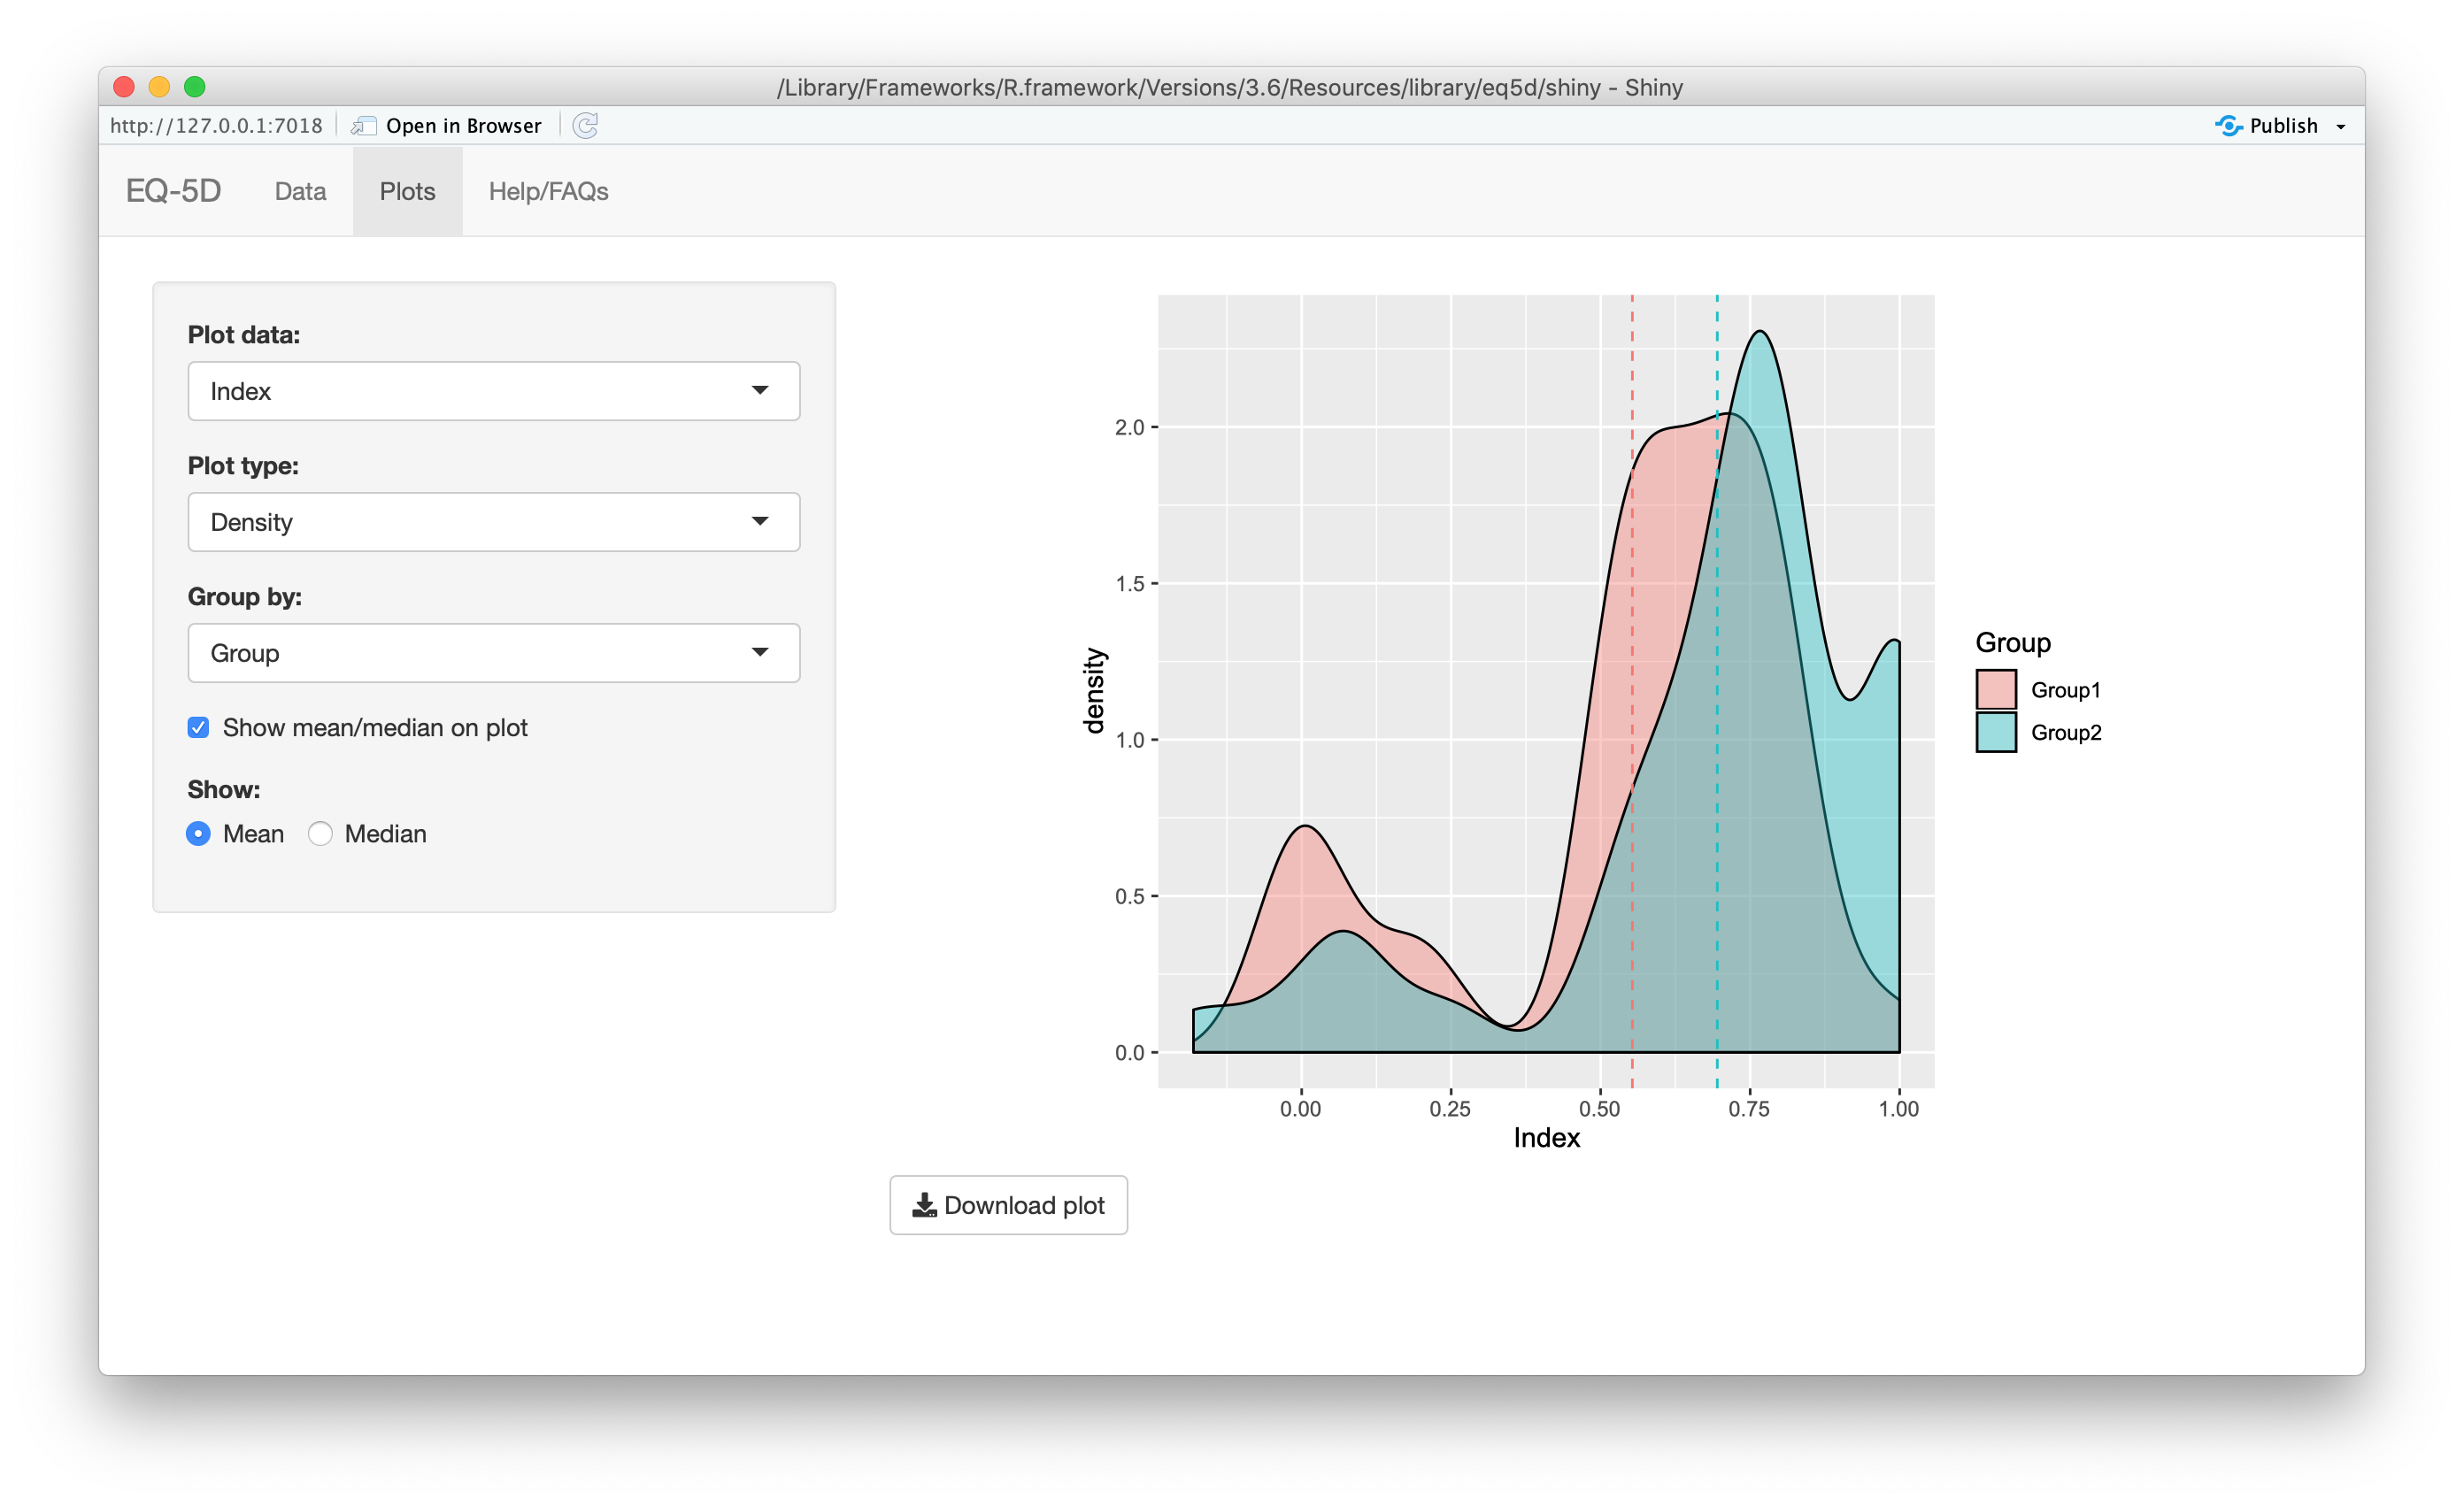 /Library/Frameworks/R.framework/Versions/3.6/Resources/library/eq5d/shiny - Shiny
http://127.0.0.1:7018 Open in Browser Publish
EQ-5D Data Plots Help/FAQs
Plot data:
Index
Plot type:
Density
Group by:
Group
Show mean/median on plot
Show:
Mean Median
density
2.0
1.5
1.0
0.5
0.0
0.00 0.25 0.50 0.75 1.00
Index
Group
Group1
Group2
Download plot